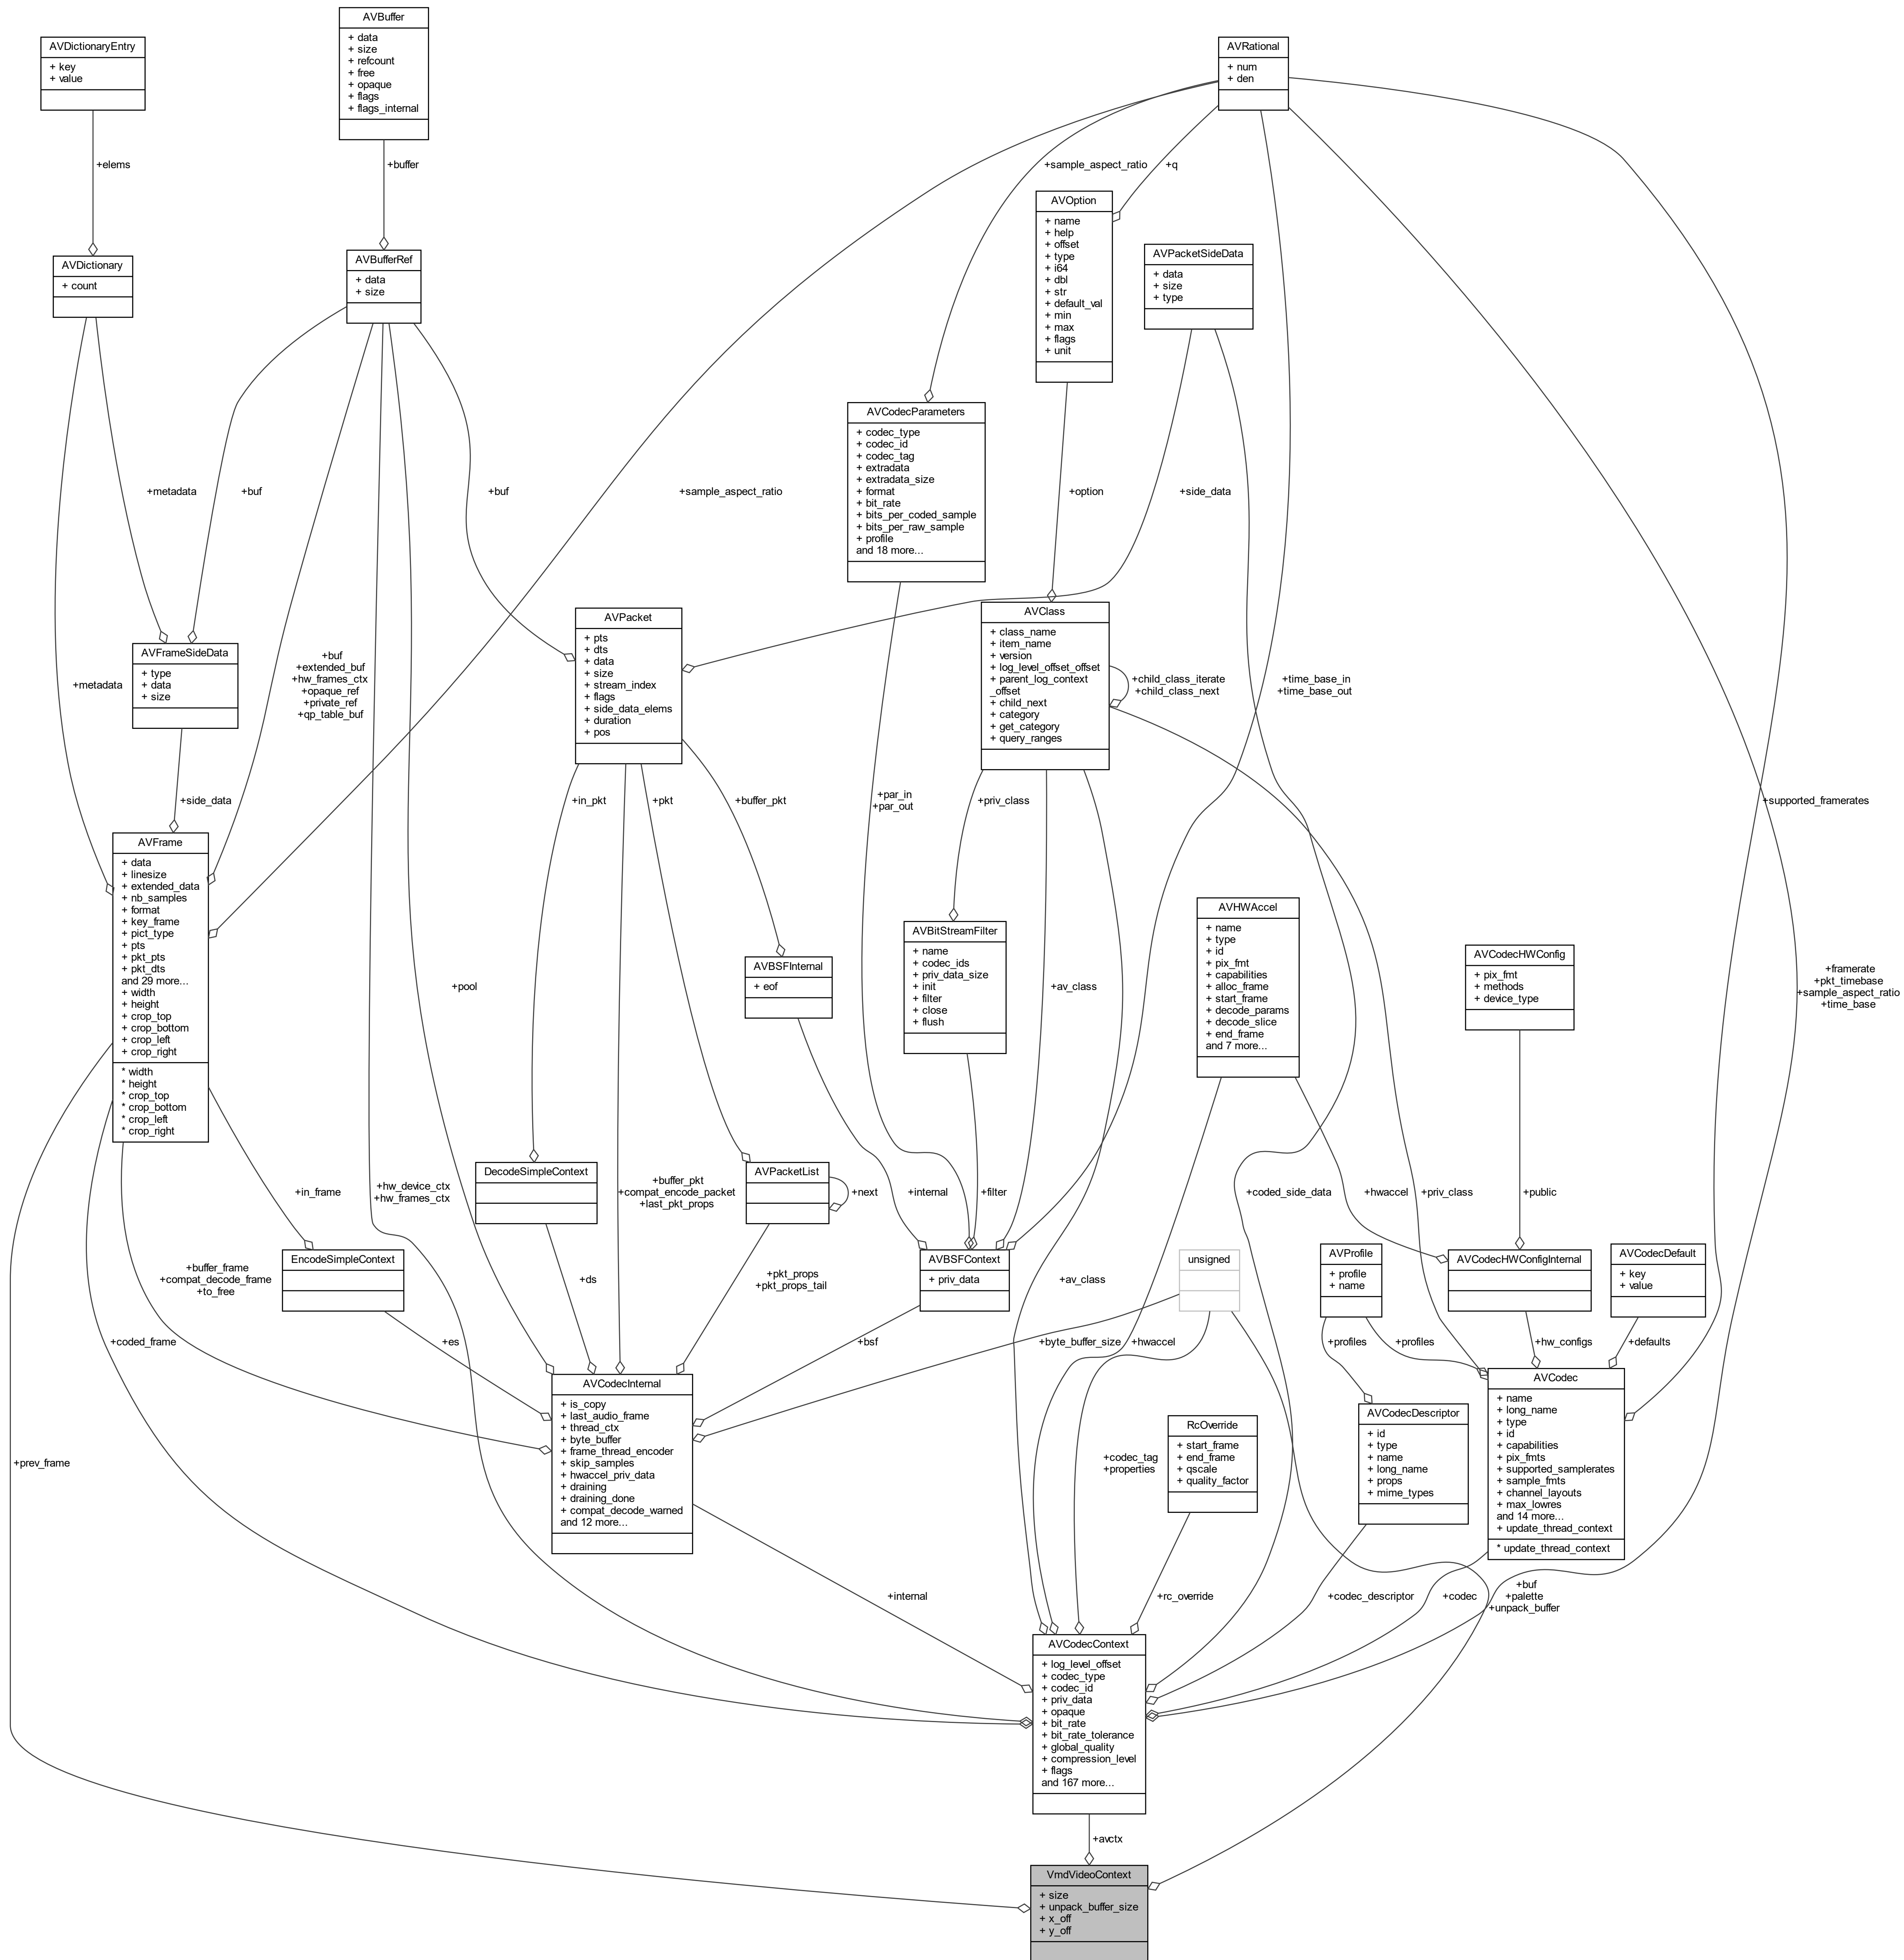 AVBuffer
+ data
+ size
+ refcount
+ free
+ opaque
+ flags
+ flags_internal
AVDictionaryEntry
+ key
+ value
AVRational
+ num
+ den
+elems
+buffer
+sample_aspect_ratio
+q
AVOption
+ name
+ help
+ offset
+ type
+ i64
+ dbl
+ str
+ default_val
+ min
+ max
+ flags
+ unit
AVPacketSideData
+ data
+ size
+ type
AVDictionary
+ count
AVBufferRef
+ data
+ size
AVCodecParameters
+ codec_type
+ codec_id
+ codec_tag
+ extradata
+ extradata_size
+ format
+ bit_rate
+ bits_per_coded_sample
+ bits_per_raw_sample
+ profile
and 18 more...
+metadata
+buf
+buf
+sample_aspect_ratio
+option
+side_data
AVPacket
+ pts
+ dts
+ data
+ size
+ stream_index
+ flags
+ side_data_elems
+ duration
+ pos
AVClass
+ class_name
+ item_name
+ version
+ log_level_offset_offset
+ parent_log_context
_offset
+ child_next
+ category
+ get_category
+ query_ranges
+child_class_iterate
+child_class_next
+time_base_in
+time_base_out
AVFrameSideData
+ type
+ data
+ size
+metadata
+buf
+extended_buf
+hw_frames_ctx
+opaque_ref
+private_ref
+qp_table_buf
+side_data
+in_pkt
+pkt
+buffer_pkt
+par_in
+par_out
+priv_class
+supported_framerates
AVFrame
+ data
+ linesize
+ extended_data
+ nb_samples
+ format
+ key_frame
+ pict_type
+ pts
+ pkt_pts
+ pkt_dts
and 29 more...
+ width
+ height
+ crop_top
+ crop_bottom
+ crop_left
+ crop_right
* width
* height
* crop_top
* crop_bottom
* crop_left
* crop_right
+pool
AVBSFInternal
+ eof
AVBitStreamFilter
+ name
+ codec_ids
+ priv_data_size
+ init
+ filter
+ close
+ flush
+av_class
AVHWAccel
+ name
+ type
+ id
+ pix_fmt
+ capabilities
+ alloc_frame
+ start_frame
+ decode_params
+ decode_slice
+ end_frame
and 7 more...
AVCodecHWConfig
+ pix_fmt
+ methods
+ device_type
+framerate
+pkt_timebase
+sample_aspect_ratio
+time_base
+in_frame
+hw_device_ctx
+hw_frames_ctx
DecodeSimpleContext
+buffer_pkt
+compat_encode_packet
+last_pkt_props
AVPacketList
+next
+internal
+filter
+coded_side_data
+hwaccel
+priv_class
+public
+buffer_frame
+compat_decode_frame
+to_free
EncodeSimpleContext
+ds
+pkt_props
+pkt_props_tail
AVBSFContext
+ priv_data
+av_class
unsigned
AVProfile
+ profile
+ name
AVCodecHWConfigInternal
AVCodecDefault
+ key
+ value
+coded_frame
+es
+bsf
+byte_buffer_size
+hwaccel
+profiles
+profiles
+hw_configs
+defaults
+prev_frame
AVCodecInternal
+ is_copy
+ last_audio_frame
+ thread_ctx
+ byte_buffer
+ frame_thread_encoder
+ skip_samples
+ hwaccel_priv_data
+ draining
+ draining_done
+ compat_decode_warned
and 12 more...
+codec_tag
+properties
RcOverride
+ start_frame
+ end_frame
+ qscale
+ quality_factor
AVCodecDescriptor
+ id
+ type
+ name
+ long_name
+ props
+ mime_types
AVCodec
+ name
+ long_name
+ type
+ id
+ capabilities
+ pix_fmts
+ supported_samplerates
+ sample_fmts
+ channel_layouts
+ max_lowres
and 14 more...
+ update_thread_context
* update_thread_context
+internal
+rc_override
+codec_descriptor
+codec
+buf
+palette
+unpack_buffer
AVCodecContext
+ log_level_offset
+ codec_type
+ codec_id
+ priv_data
+ opaque
+ bit_rate
+ bit_rate_tolerance
+ global_quality
+ compression_level
+ flags
and 167 more...
+avctx
VmdVideoContext
+ size
+ unpack_buffer_size
+ x_off
+ y_off